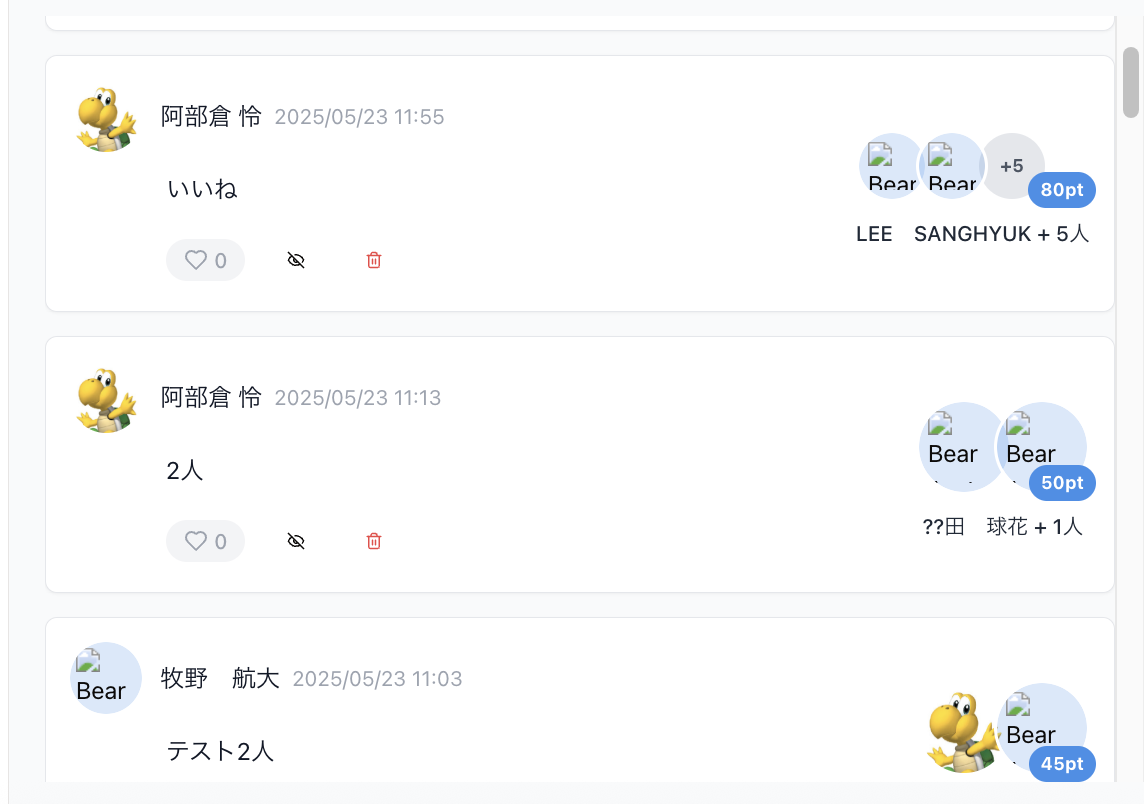 阿部倉 怜 2025/05/23 11:55
いいね
0
Bear Bear +5
80pt
LEE　SANGHYUK + 5人
阿部倉 怜 2025/05/23 11:13
2人
0
Bear Bear
50pt
??田　球花 + 1人
Bear
牧野　航大 2025/05/23 11:03
テスト2人
Bear
45pt